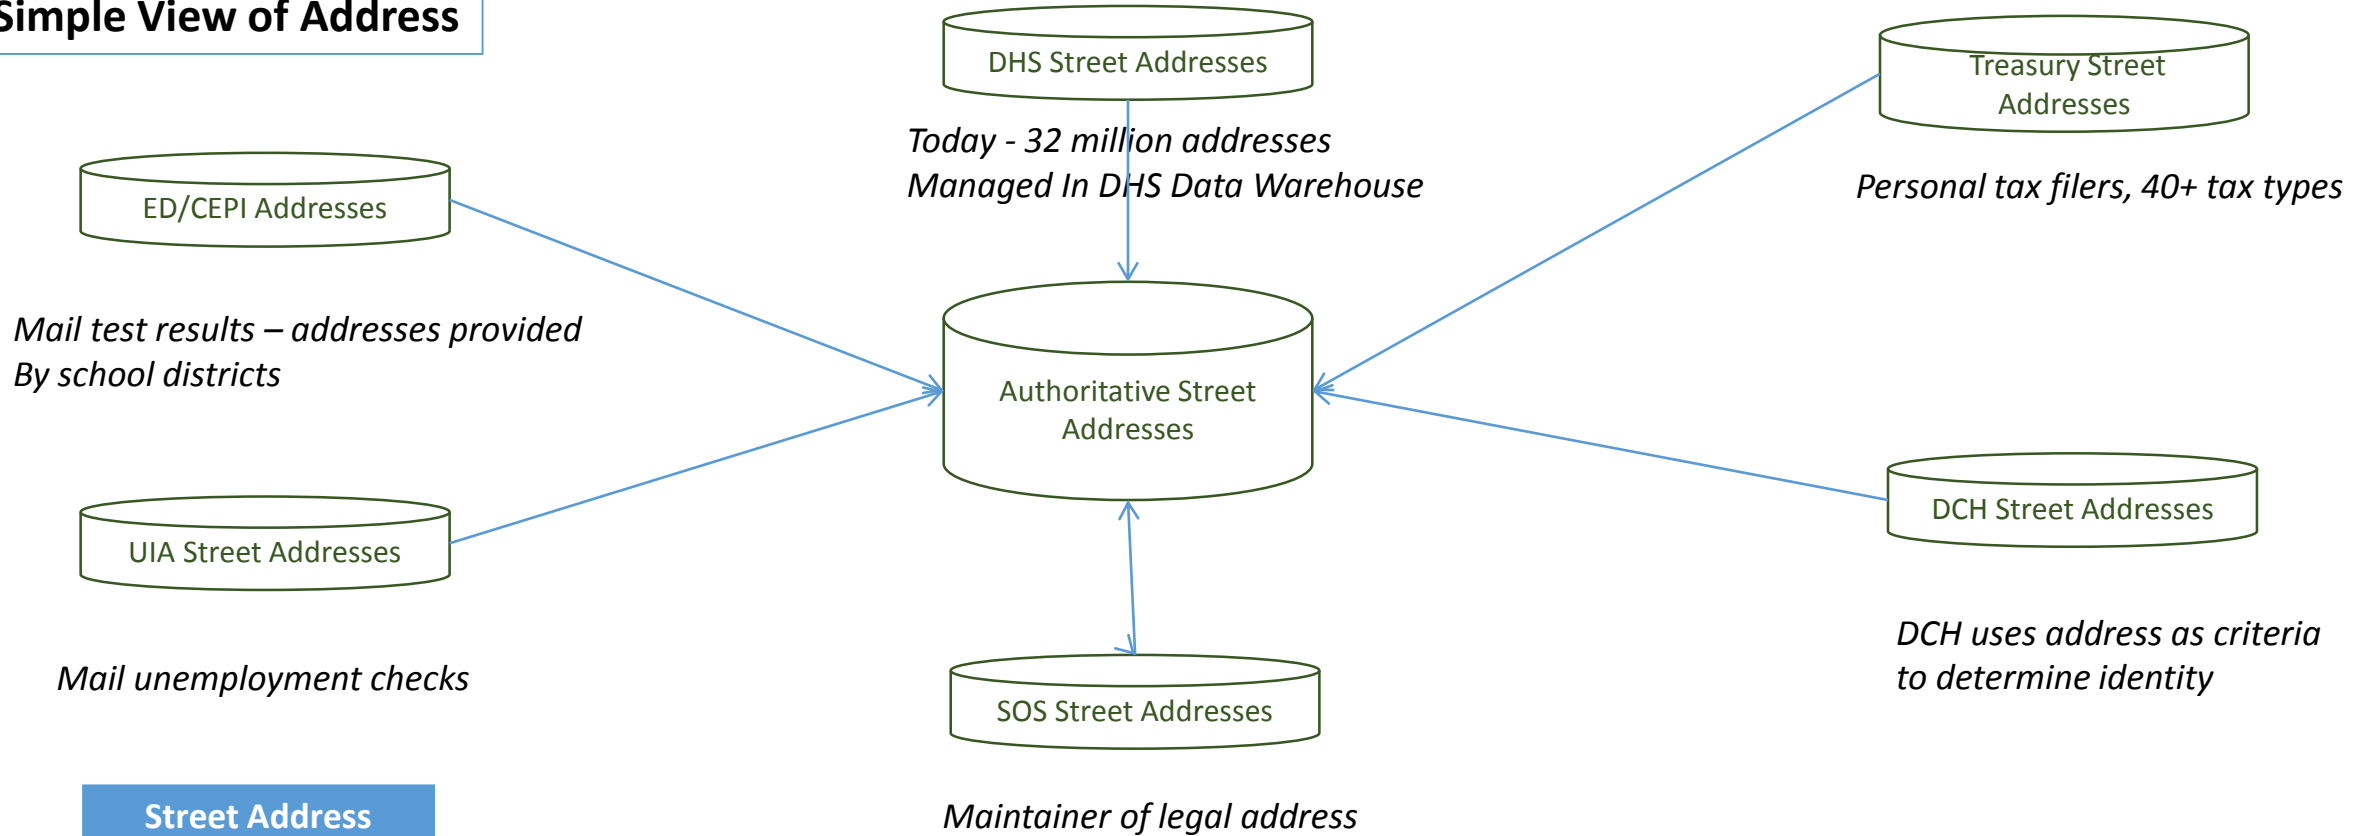 Simple View of Address
DHS Street Addresses
Treasury Street
Addresses
Today - 32 million addresses
Managed In DHS Data Warehouse
Personal tax filers, 40+ tax types
ED/CEPI Addresses
Mail test results – addresses provided
By school districts
Authoritative Street
Addresses
UIA Street Addresses
DCH Street Addresses
Mail unemployment checks
DCH uses address as criteria
to determine identity
SOS Street Addresses
Maintainer of legal address
Street Address